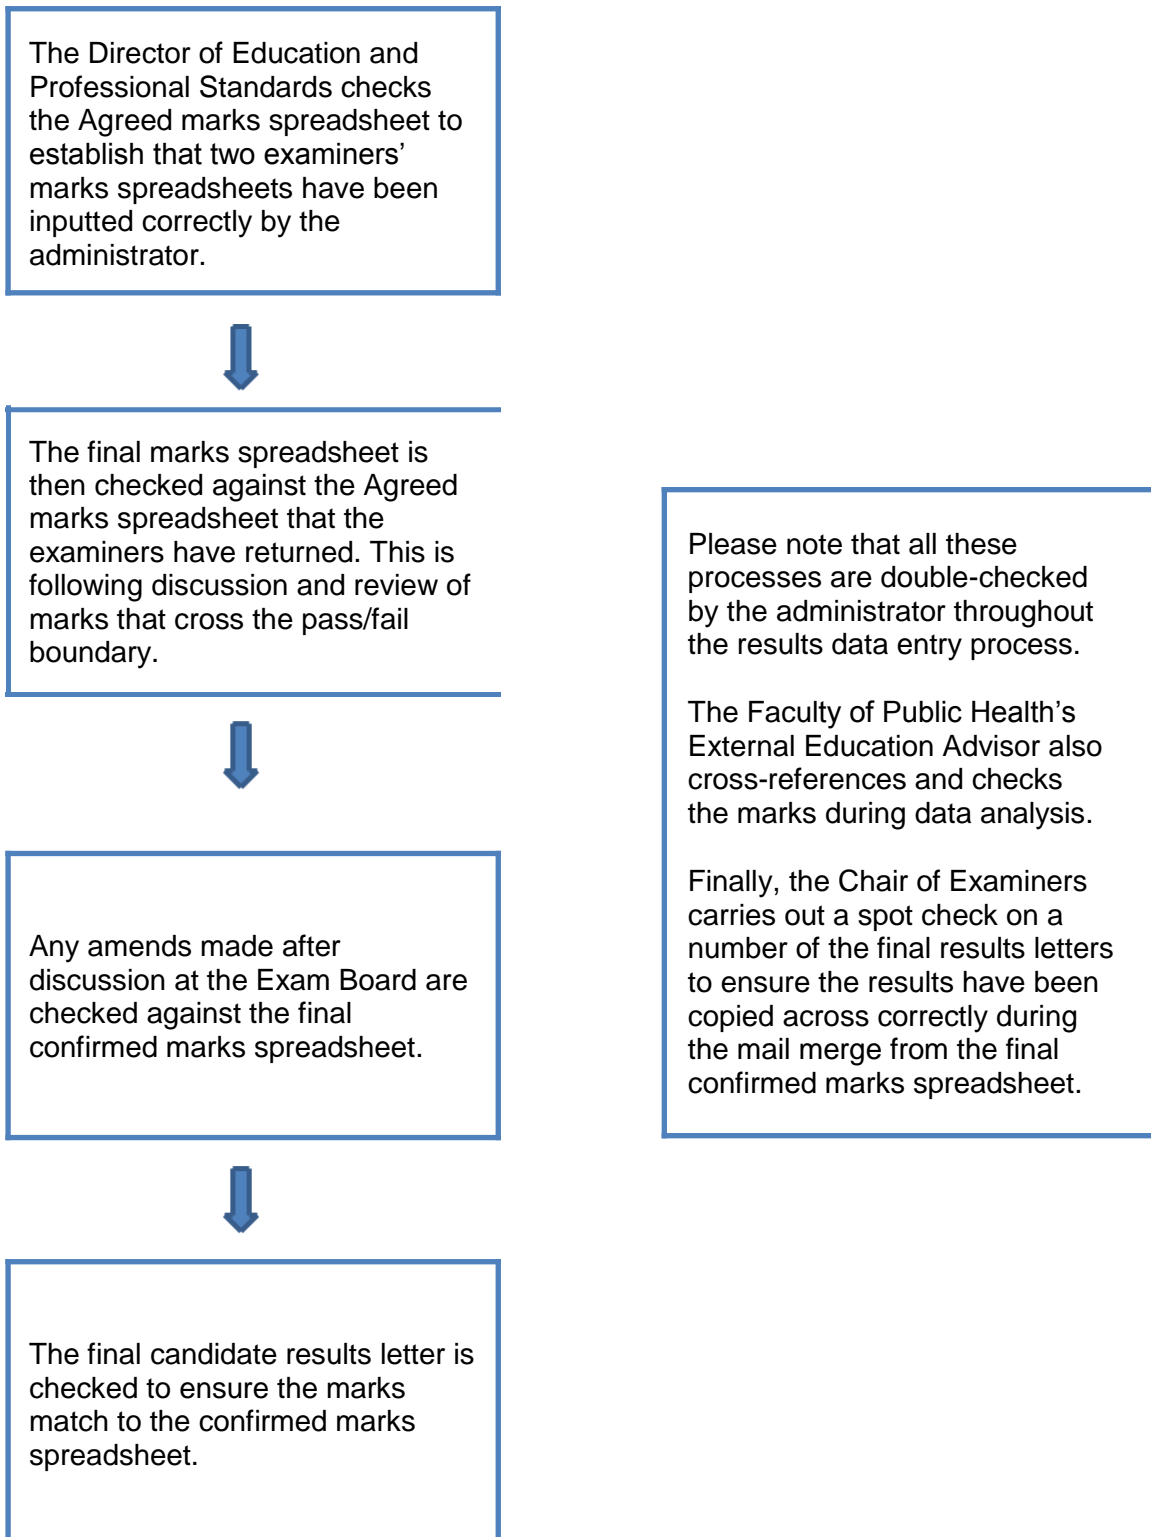 The Director of Education and
Professional Standards checks
the Agreed marks spreadsheet to
establish that two examiners’
marks spreadsheets have been
inputted correctly by the
administrator.
The final marks spreadsheet is
then checked against the Agreed
marks spreadsheet that the
examiners have returned. This is
following discussion and review of
marks that cross the pass/fail
boundary.
Any amends made after
discussion at the Exam Board are
checked against the final
confirmed marks spreadsheet.
The final candidate results letter is
checked to ensure the marks
match to the confirmed marks
spreadsheet.
Please note that all these
processes are double-checked
by the administrator throughout
the results data entry process.
The Faculty of Public Health’s
External Education Advisor also
cross-references and checks
the marks during data analysis.
Finally, the Chair of Examiners
carries out a spot check on a
number of the final results letters
to ensure the results have been
copied across correctly during
the mail merge from the final
confirmed marks spreadsheet.